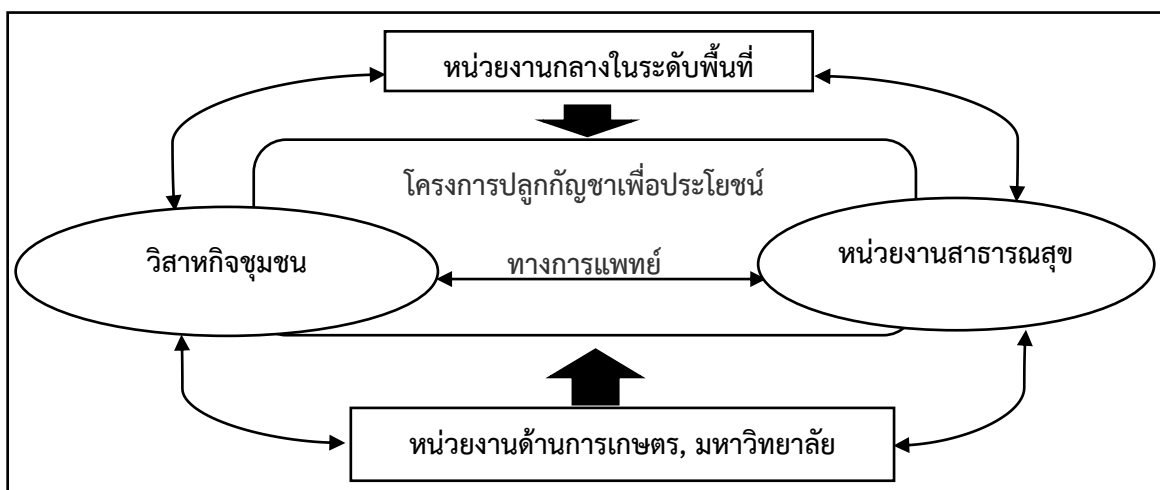 หน่วยงานกลางในระดับพื้นที่
โครงการปลูกกัญชาเพื่อประโยชน์
วิสาหกิจชุมชน
ทางการแพทย์
หน่วยงานสาธารณสุข
หน่วยงานด้านการเกษตร, มหาวิทยาลัย